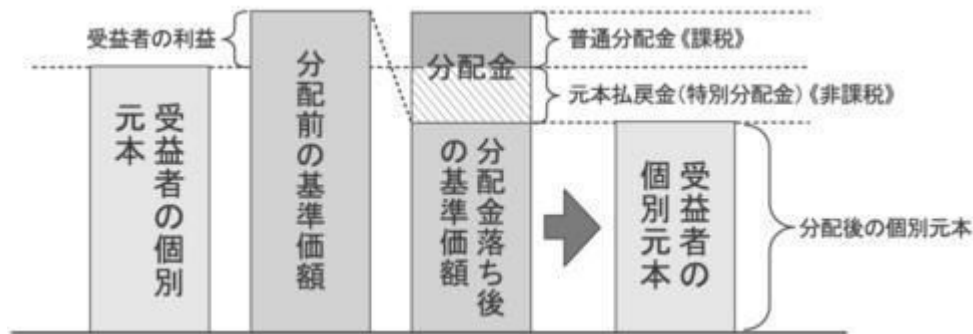 受益者の利益
受益者の個別
元本
分配前の基準価額
分配金
分配金落ち後
の基準価額
普通分配金《課税》
元本払戻金(特別分配金)《非課税》
受益者の
個別元本
分配後の個別元本